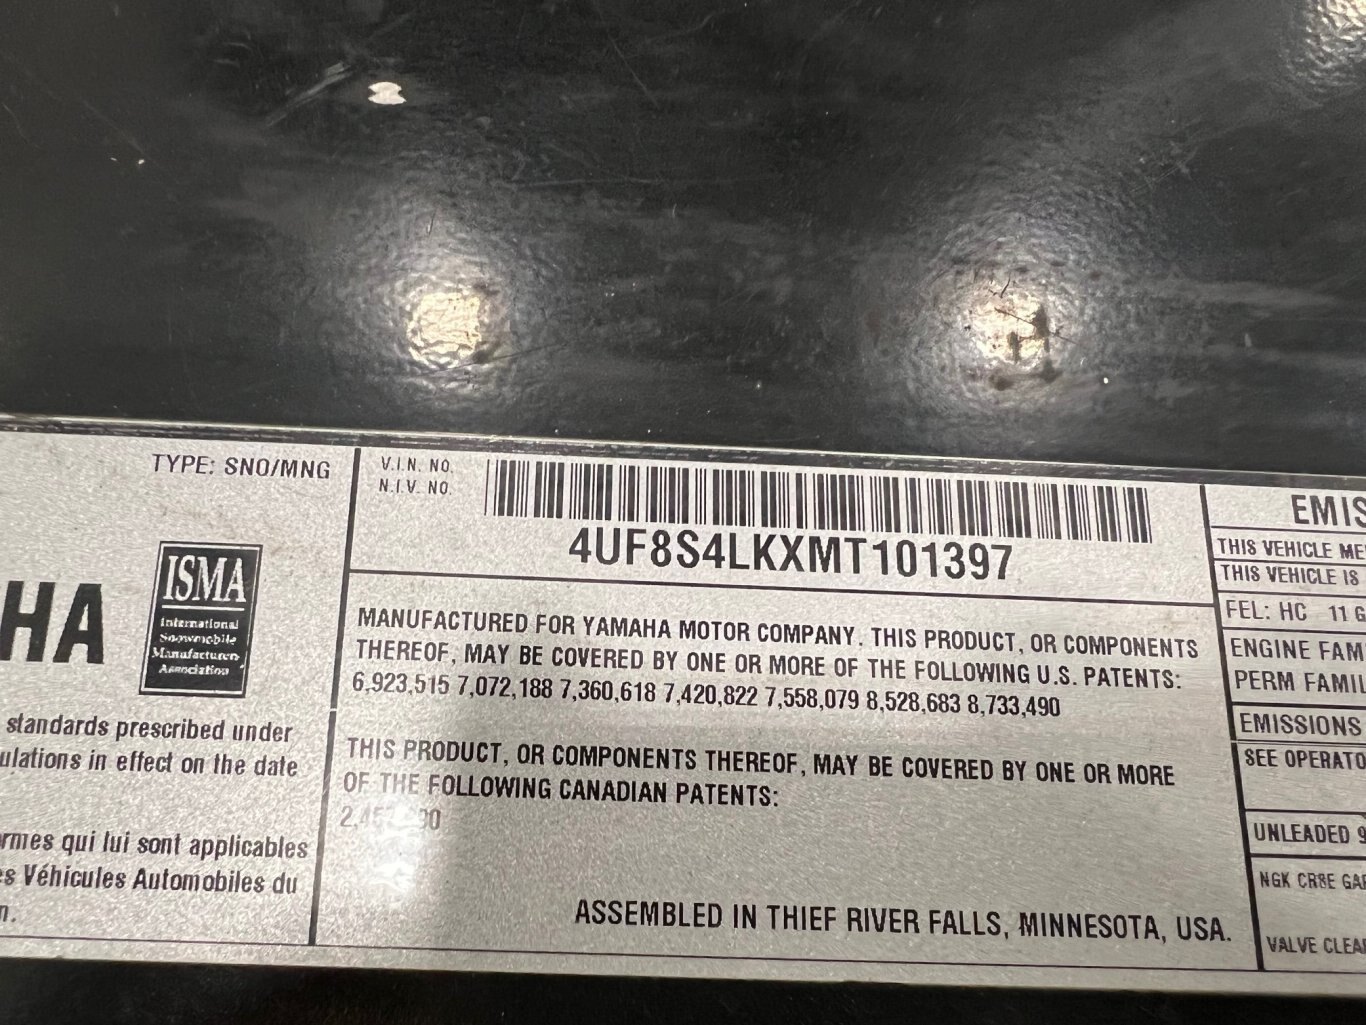 TYPE: SNO/MNG
HA
ISMA
International
Snowmobile
Manufacturers
Association
standards prescribed under
ulations in effect on the date
rmes qui lui sont applicables
es Véhicules Automobiles du
n.
V.I.N. NO.
N.I.V. NO.
4UF8S4LKXMT101397
MANUFACTURED FOR YAMAHA MOTOR COMPANY. THIS PRODUCT, OR COMPONENTS
THEREOF, MAY BE COVERED BY ONE OR MORE OF THE FOLLOWING U.S. PATENTS:
6,923,515 7,072,188 7,360,618 7,420,822 7,558,079 8,528,683 8,733,490
THIS PRODUCT, OR COMPONENTS THEREOF, MAY BE COVERED BY ONE OR MORE
OF THE FOLLOWING CANADIAN PATENTS:
ASSEMBLED IN THIEF RIVER FALLS, MINNESOTA, USA.
EMIS
THIS VEHICLE ME
THIS VEHICLE IS
FEL: HC 11 G
ENGINE FAM
PERM FAMIL
EMISSIONS
SEE OPERATO
UNLEADED 9
NGK CR8E GAP
VALVE CLEAR